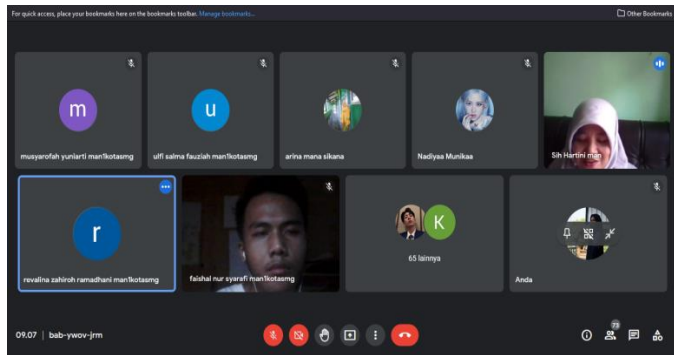 For quick access, place your bookmarks here on the bookmarks toolbar. Manage bookmarks...
Other Bookmarks
m
musyarofah yuniarti man1kotasmg
u
ulfi salma fauziah man1kotasmg
arina mana sikana
Nadiyaa Munikaa
Sih Hartini man
r
revalina zahiroh ramadhani man1kotasmg
faishal nur syarafi man1kotasmg
K
65 lainnya
Anda
09.07 | bab-ywov-jrm
73